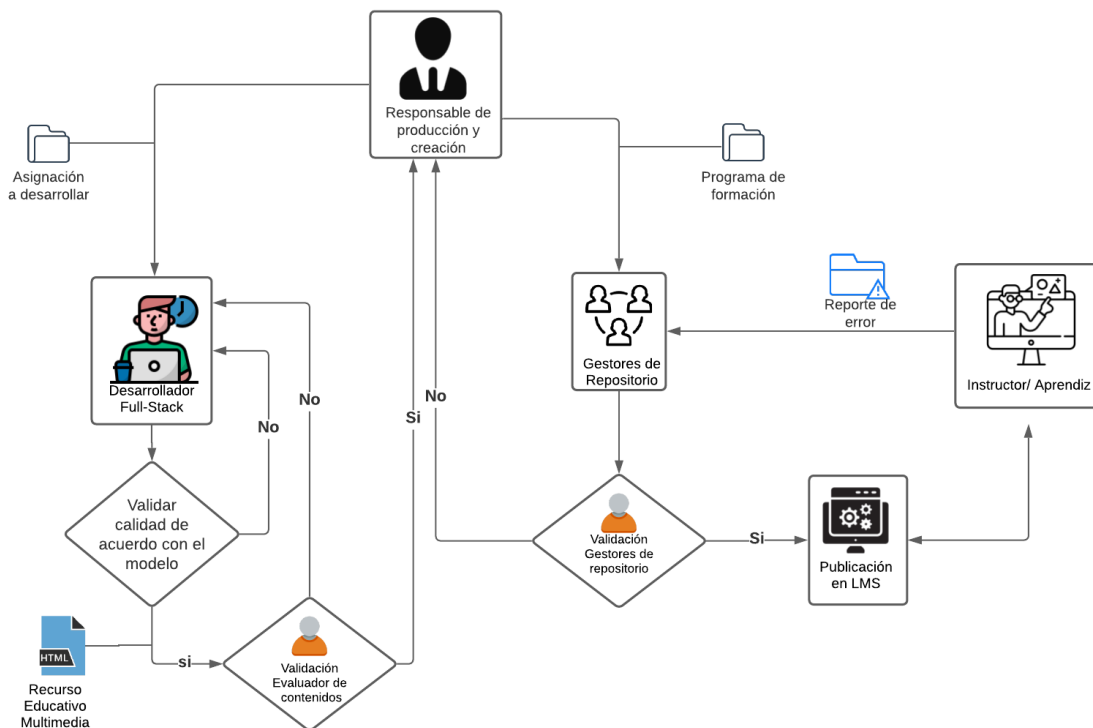 Responsable de
producción y
creación
Asignación
a desarrollar
Programa de
formación
Desarrollador
Full-Stack
Gestores de
Repositorio
Reporte de
error
Instructor/ Aprendiz
No
No
Si
No
Validar
calidad de
acuerdo con el
modelo
Validación
Gestores de
repositorio
Si
Publicación
en LMS
HTML
Recurso
Educativo
Multimedia
si
Validación
Evaluador de
contenidos